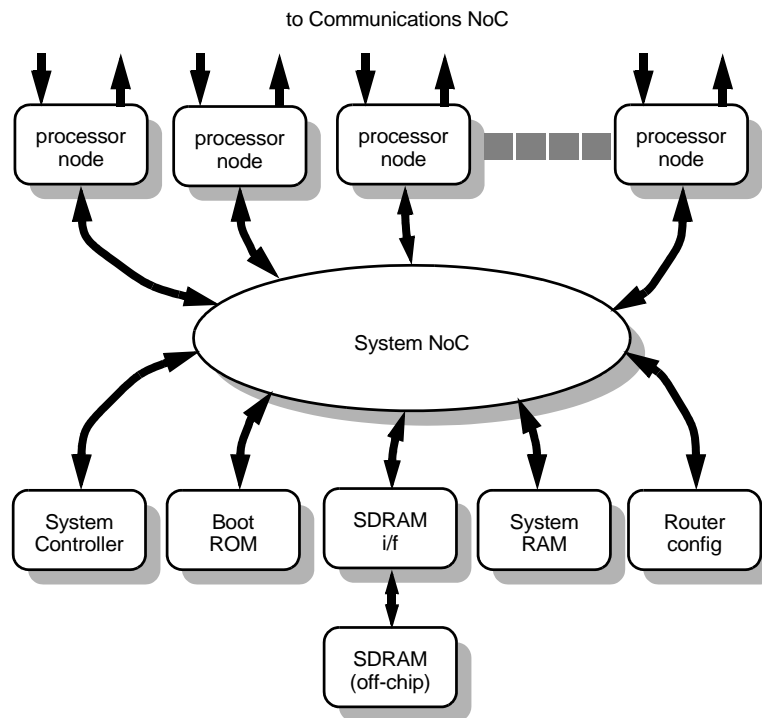 to Communications NoC
processor
node
processor
node
processor
node
processor
node
System NoC
System
Controller
Boot
ROM
SDRAM
i/f
System
RAM
Router
config
SDRAM
(off-chip)